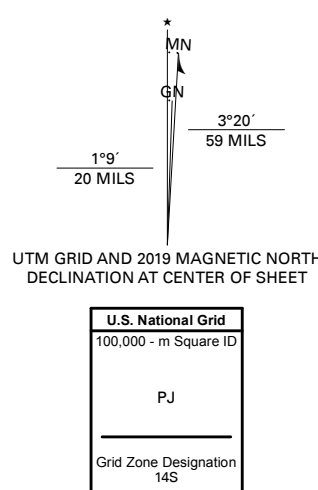 ★
MN
GN
3°20´
59 MILS
1°9´
20 MILS
UTM GRID AND 2019 MAGNETIC NORTH
DECLINATION AT CENTER OF SHEET
U.S. National Grid
100,000 - m Square ID
PJ
Grid Zone Designation
14S